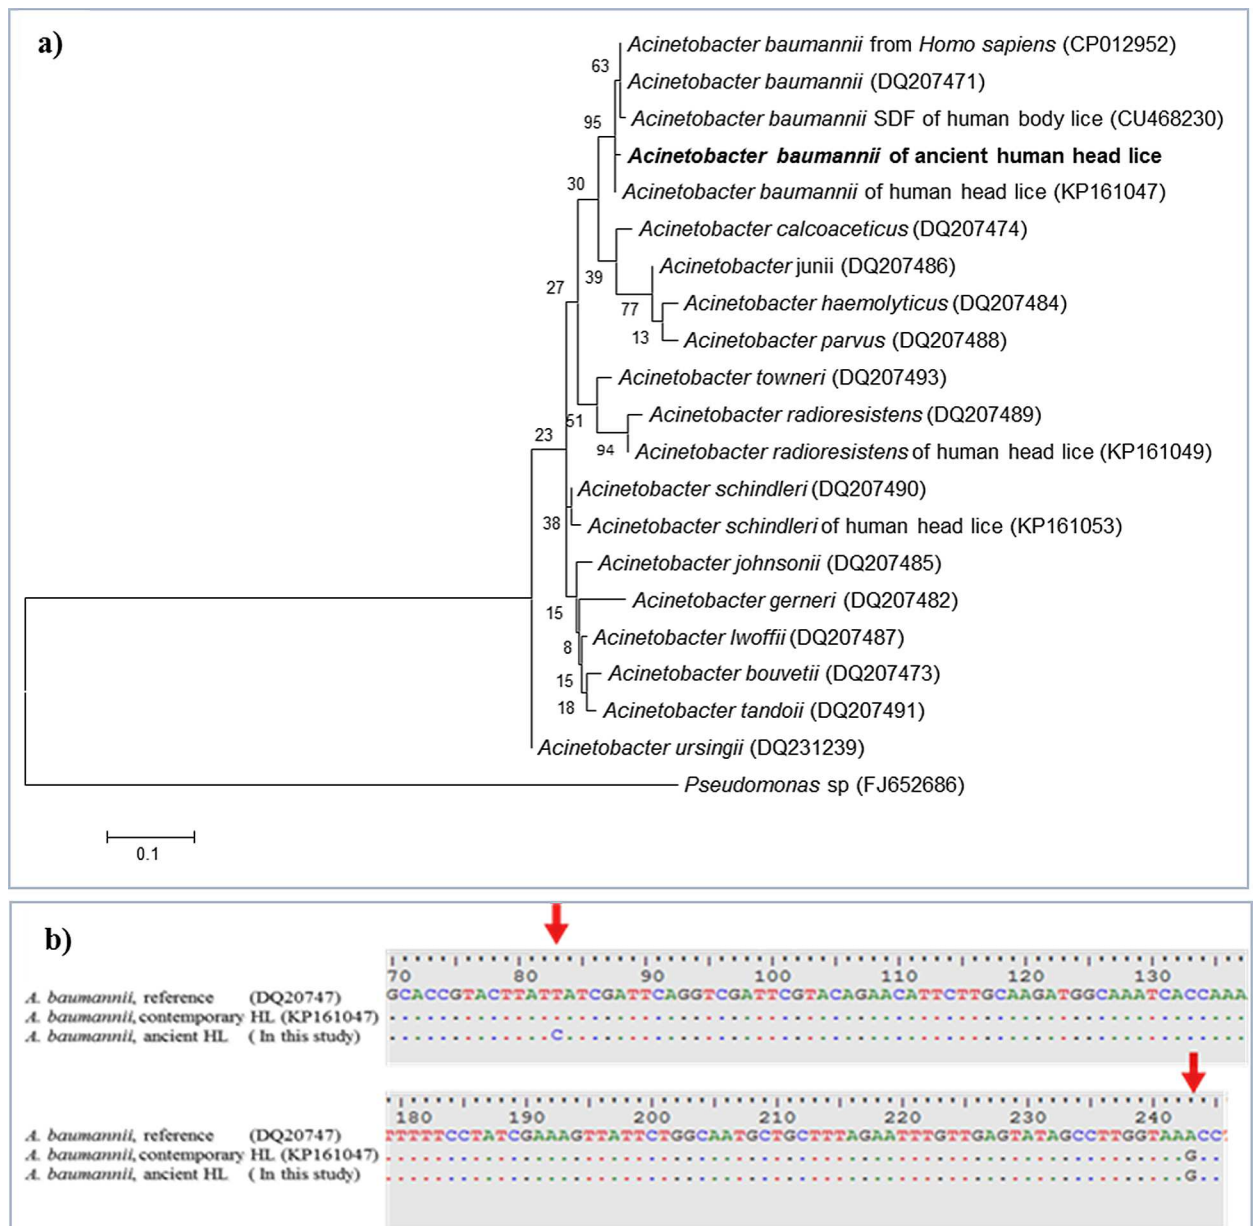 a)
Acinetobacter baumannii from Homo sapiens (CP012952)
63
Acinetobacter baumannii (DQ207471)
95
Acinetobacter baumannii SDF of human body lice (CU468230)
Acinetobacter baumannii of ancient human head lice
30
Acinetobacter baumannii of human head lice (KP161047)
Acinetobacter calcoaceticus (DQ207474)
39
Acinetobacter junii (DQ207486)
27
Acinetobacter haemolyticus (DQ207484)
77
13
Acinetobacter parvus (DQ207488)
Acinetobacter towneri (DQ207493)
51
Acinetobacter radioresistens (DQ207489)
23
94
Acinetobacter radioresistens of human head lice (KP161049)
Acinetobacter schindleri (DQ207490)
38
Acinetobacter schindleri of human head lice (KP161053)
Acinetobacter johnsonii (DQ207485)
15
Acinetobacter gerneri (DQ207482)
8
Acinetobacter lwoffii (DQ207487)
15
Acinetobacter bouvetii (DQ207473)
18
Acinetobacter tandoii (DQ207491)
Acinetobacter ursingii (DQ231239)
Pseudomonas sp (FJ652686)
0.1
b)
70 80 90 100 110 120 130
A. baumannii, reference (DQ20747) GCACCGTACTTATTATCGATTCAGGTCGATTCGTACAGAACATTCTTGCAAGATGGCAAATCACCAAA
A. baumannii, contemporary HL (KP161047)
A. baumannii, ancient HL ( In this study) C
180 190 200 210 220 230 240
A. baumannii, reference (DQ20747) TTTTTCCTATCGAAAGTTATTCTGGCAATGCTGCTTTAGAATTTGTTGAGTATAGCCTTGGTAAACC
A. baumannii, contemporary HL (KP161047) G
A. baumannii, ancient HL ( In this study) G